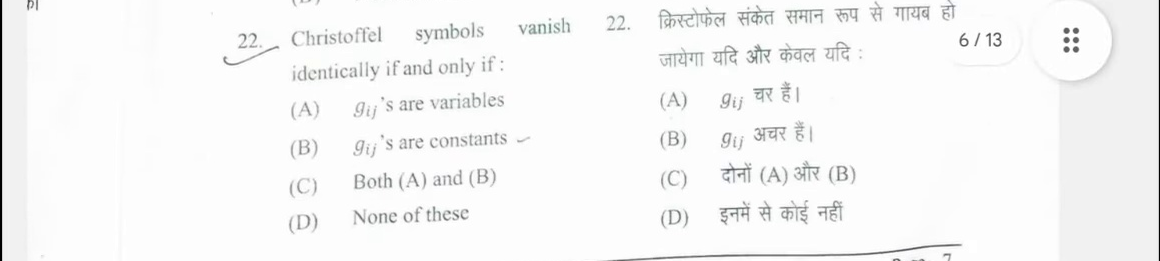 22. Christoffel symbols vanish identically if and only if :
(A) gij's are variables
(B) gij's are constants
(C) Both (A) and (B)
(D) None of these
22. क्रिस्टोफेल संकेत समान रूप से गायब हो
जायेगा यदि और केवल यदि :
(A) gij चर हैं।
(B) gij अचर हैं।
(C) दोनों (A) और (B)
(D) इनमें से कोई नहीं
6 / 13